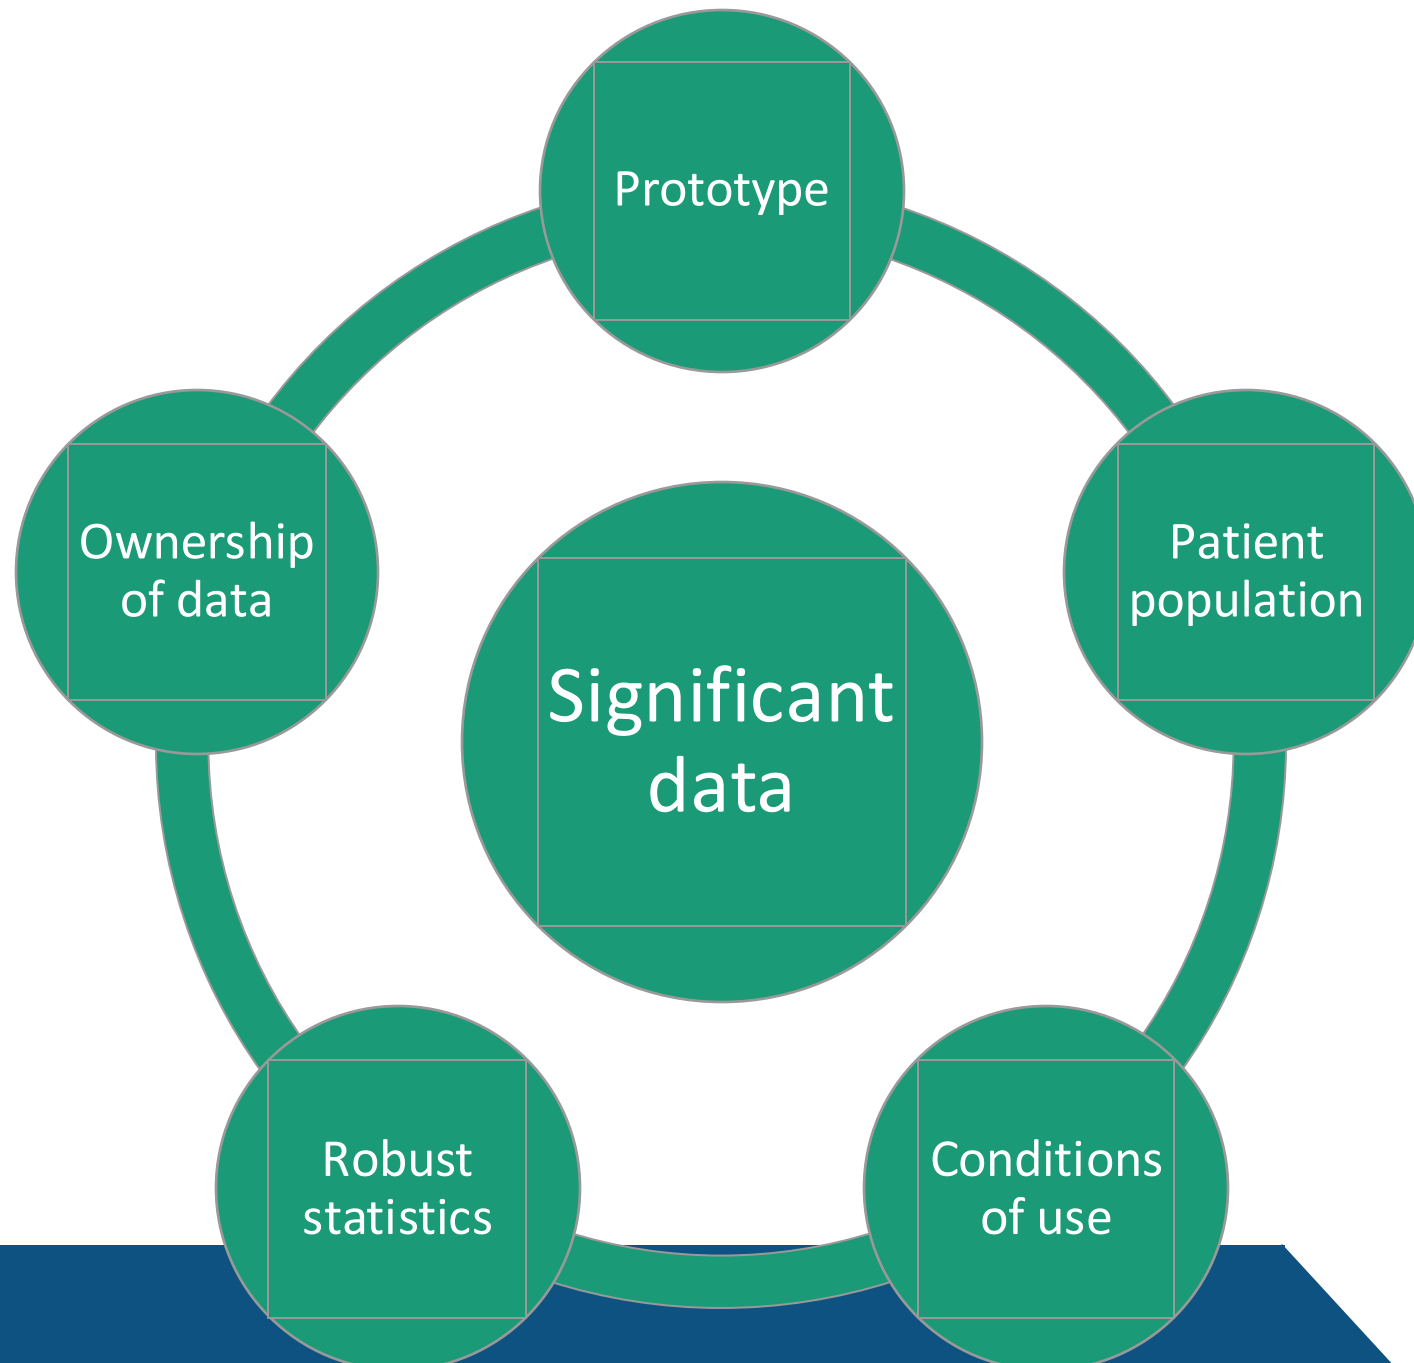 Prototype
Patient
population
Conditions
of use
Robust
statistics
Ownership
of data
Significant
data